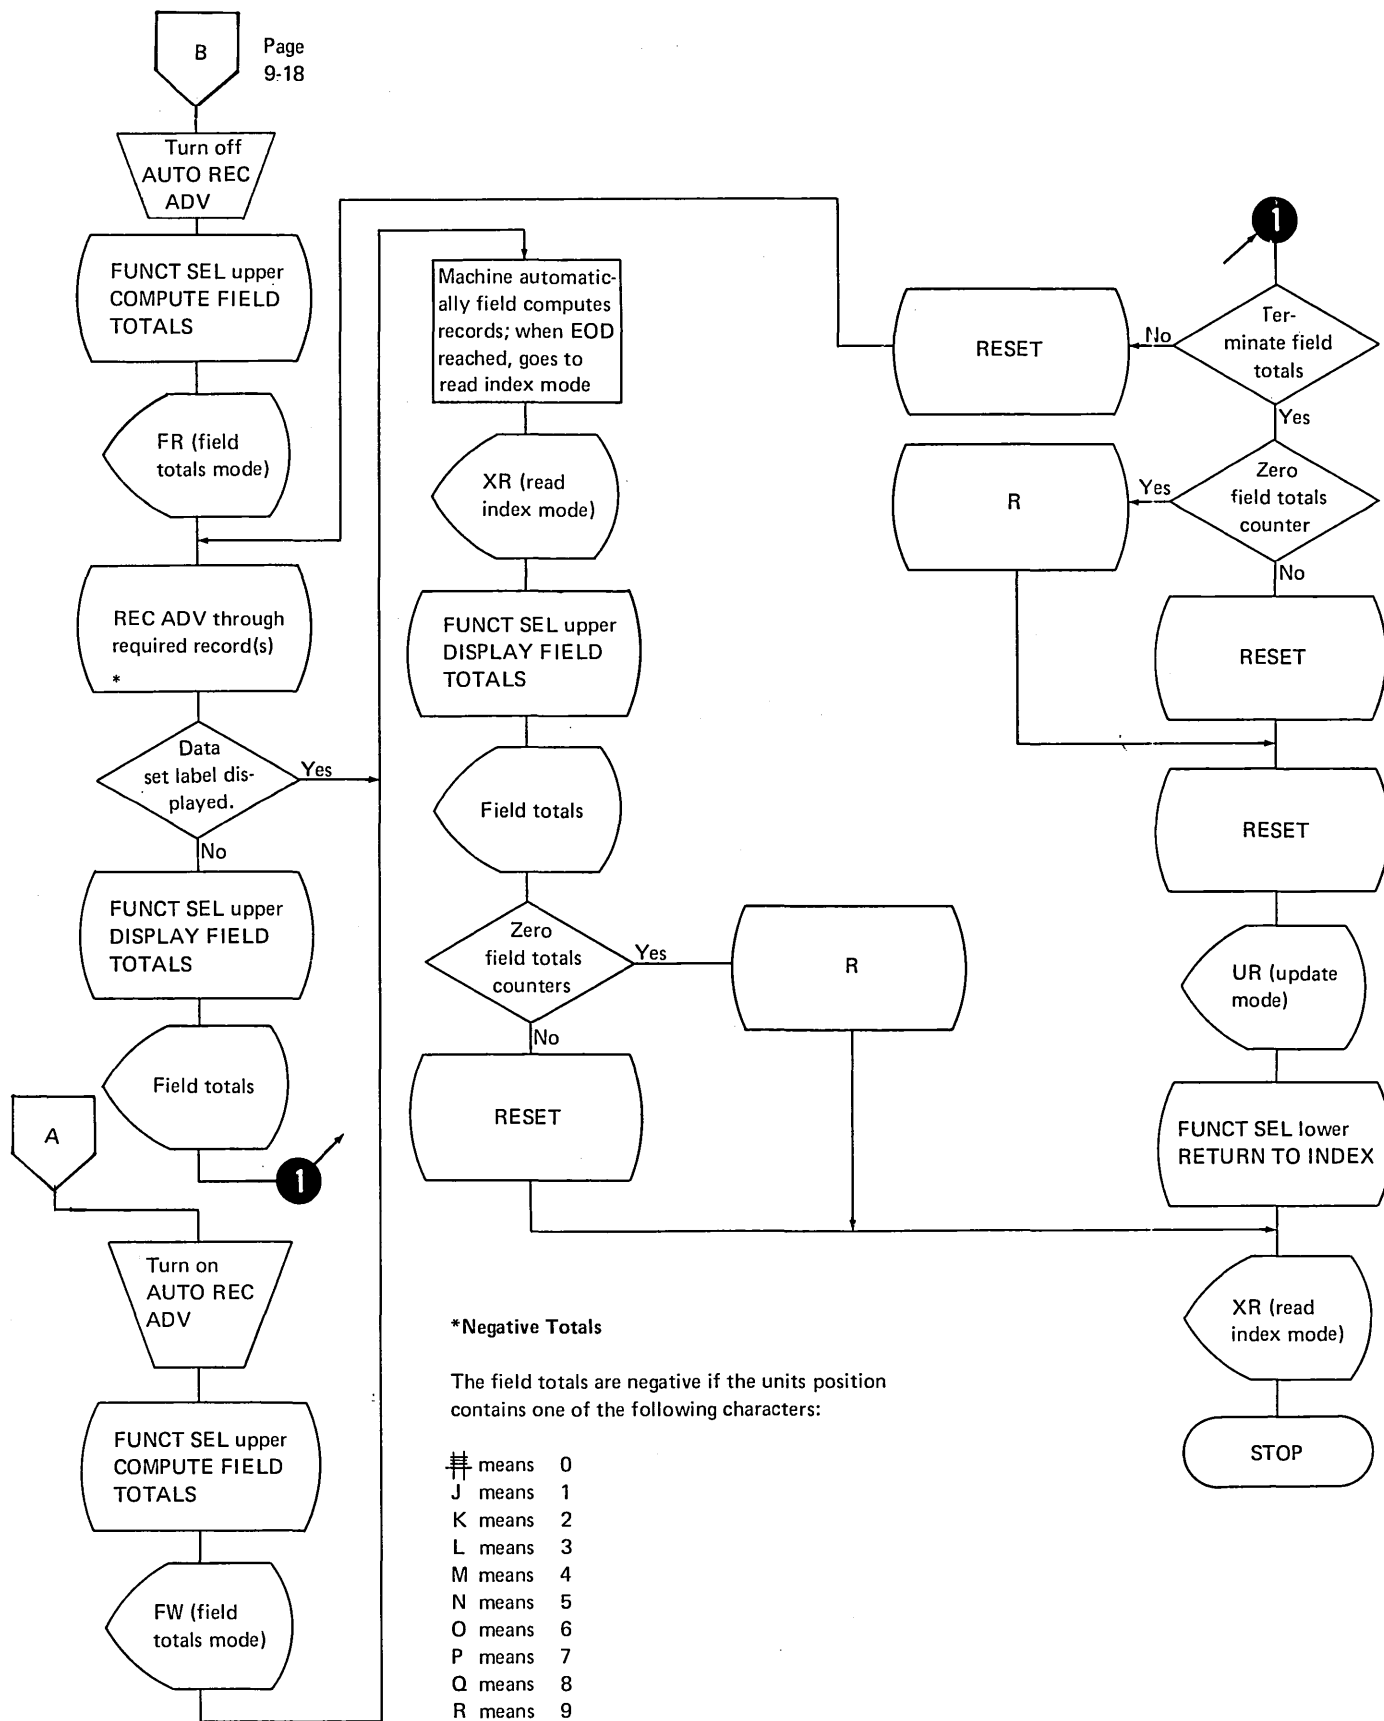 B
Page
9-18
Turn off
AUTO REC
ADV
FUNCT SEL upper
COMPUTE FIELD
TOTALS
FR (field
totals mode)
REC ADV through
required record(s)
*
Data
set label dis-
played.
Yes
No
FUNCT SEL upper
DISPLAY FIELD
TOTALS
Field totals
1
A
Turn on
AUTO REC
ADV
FUNCT SEL upper
COMPUTE FIELD
TOTALS
FW (field
totals mode)
Machine automatic-
ally field computes
records; when EOD
reached, goes to
read index mode
XR (read
index mode)
FUNCT SEL upper
DISPLAY FIELD
TOTALS
Field totals
Zero
field totals
counters
Yes
R
No
RESET
1
Ter-
minate field
totals
No
RESET
Yes
Zero
field totals
counter
Yes
R
No
RESET
RESET
UR (update
mode)
FUNCT SEL lower
RETURN TO INDEX
XR (read
index mode)
STOP
*Negative Totals
The field totals are negative if the units position
contains one of the following characters:
means 0
J means 1
K means 2
L means 3
M means 4
N means 5
O means 6
P means 7
Q means 8
R means 9